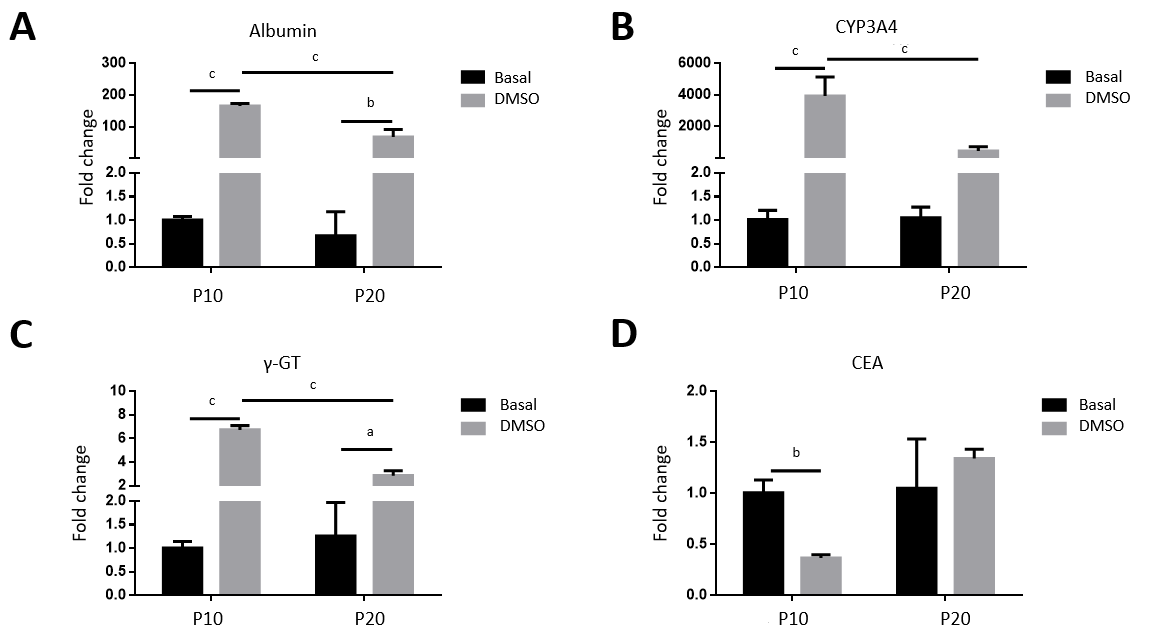 A
Albumin
c
c
b
300
200
100
2.0
1.5
1.0
0.5
0.0
Fold change
P10
P20
Basal
DMSO
B
CYP3A4
c
c
6000
4000
2000
2.0
1.5
1.0
0.5
0.0
Fold change
P10
P20
Basal
DMSO
C
γ-GT
c
c
a
10
8
6
4
2
2.0
1.5
1.0
0.5
0.0
Fold change
P10
P20
Basal
DMSO
D
CEA
b
2.0
1.5
1.0
0.5
0.0
Fold change
P10
P20
Basal
DMSO